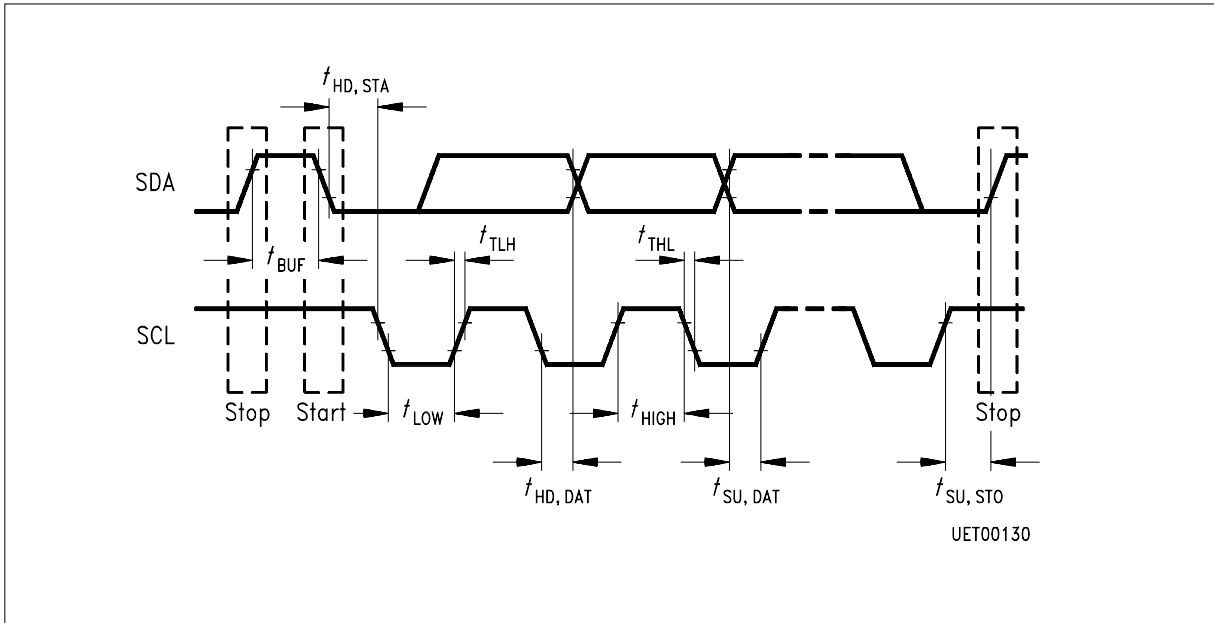 t HD, STA
SDA
t TLH
t THL
t BUF
SCL
Stop
Start
t LOW
t HIGH
Stop
t HD, DAT
t SU, DAT
t SU, STO
UET00130